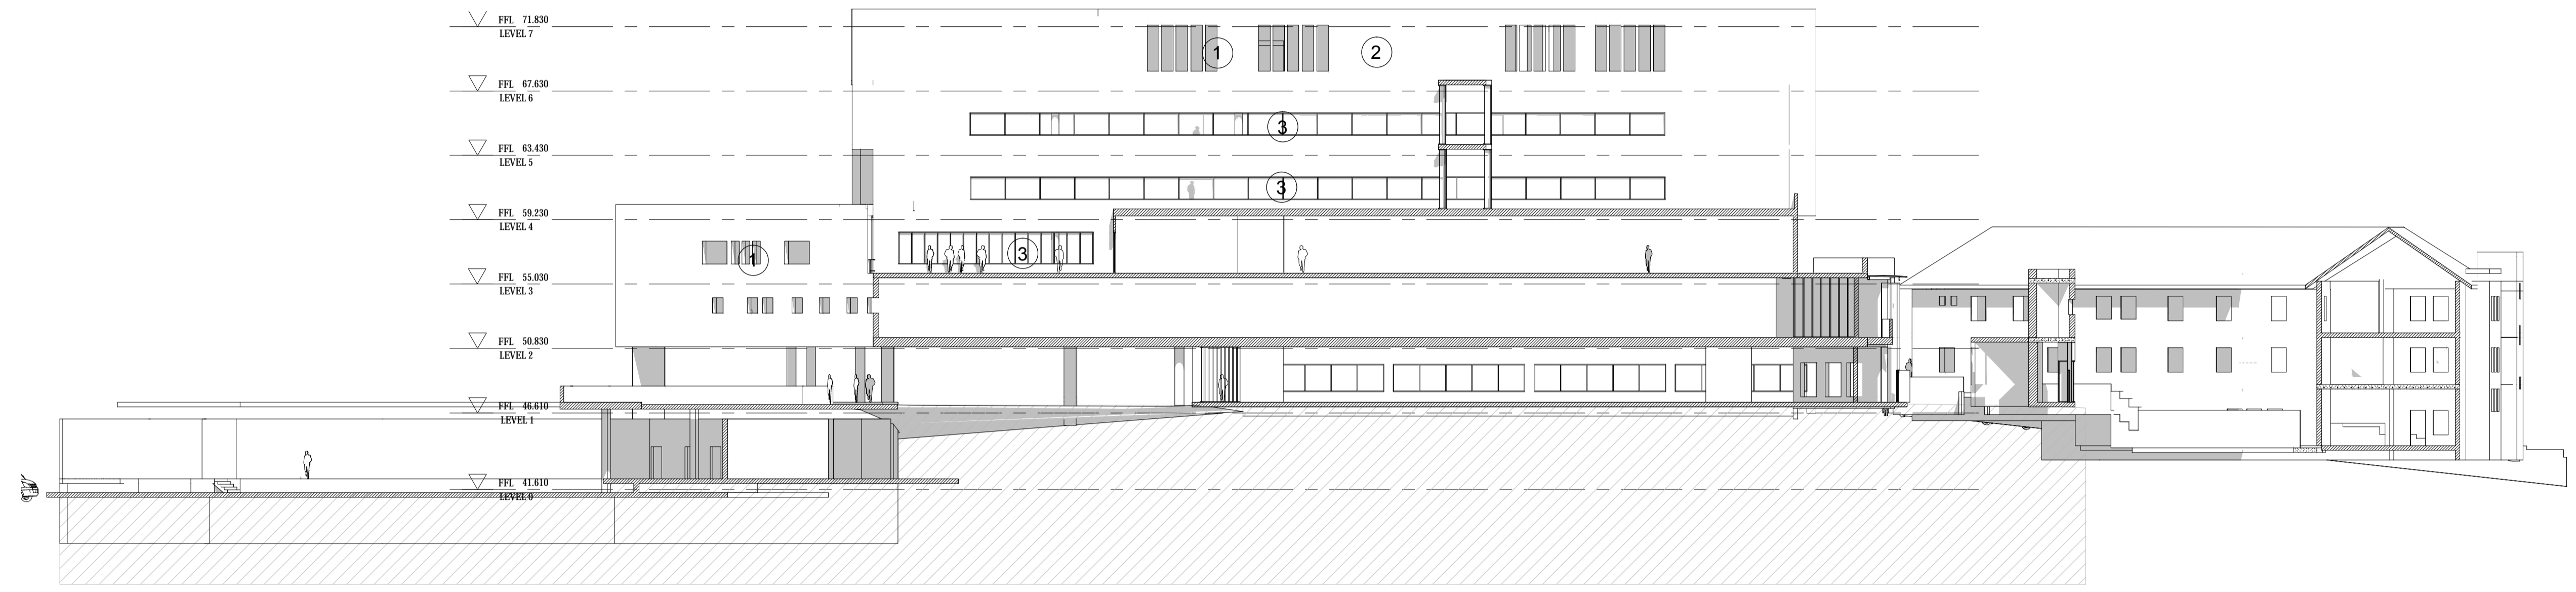 FFL 71.830
LEVEL 7
1
2
FFL 67.630
LEVEL 6
3
FFL 63.430
LEVEL 5
3
FFL 59.230
LEVEL 4
3
1
FFL 55.030
LEVEL 3
FFL 50.830
LEVEL 2
FFL 46.610
LEVEL 1
FFL 41.610
LEVEL 0